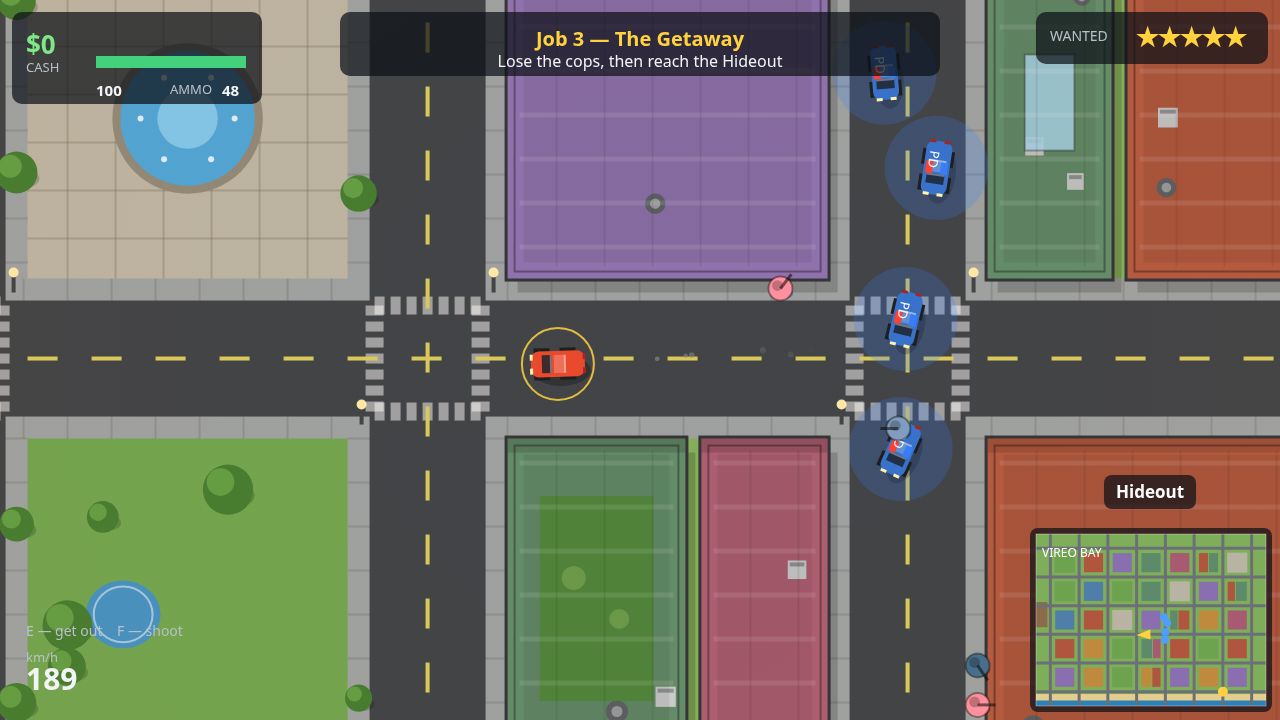 $0
CASH
100 AMMO 48
Job 3 — The Getaway
Lose the cops, then reach the Hideout
WANTED ★★★★★
PD
PD
PD
PD
Hideout
VIREO BAY
E — get out F — shoot
km/h
189